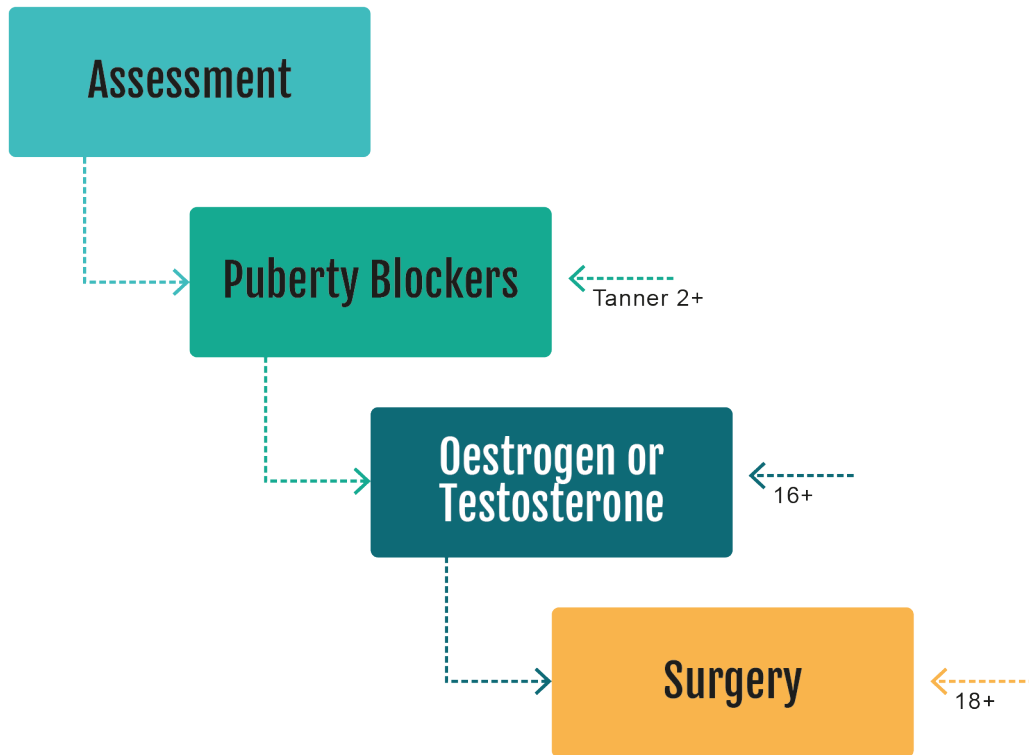 Assessment
Puberty Blockers
Tanner 2+
Oestrogen or
Testosterone
16+
Surgery
18+